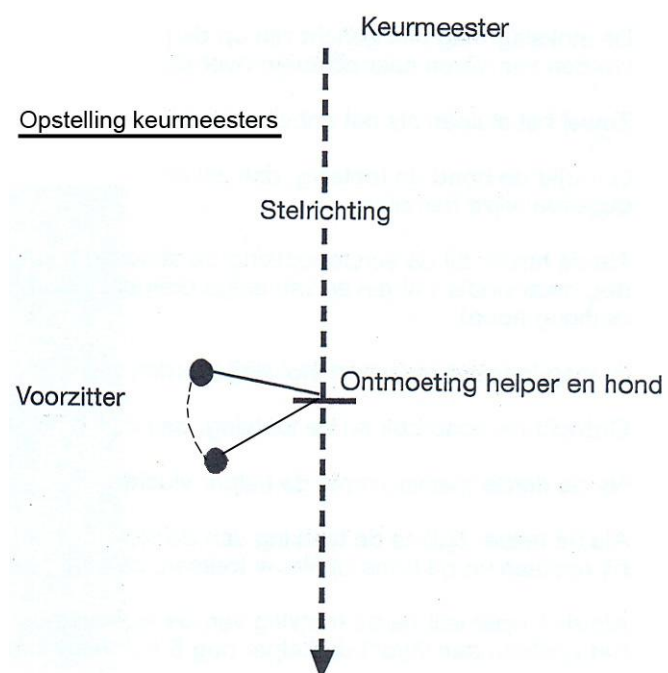 Keurmeester
Opstelling keurmeesters
Stelrichting
Ontmoeting helper en hond
Voorzitter